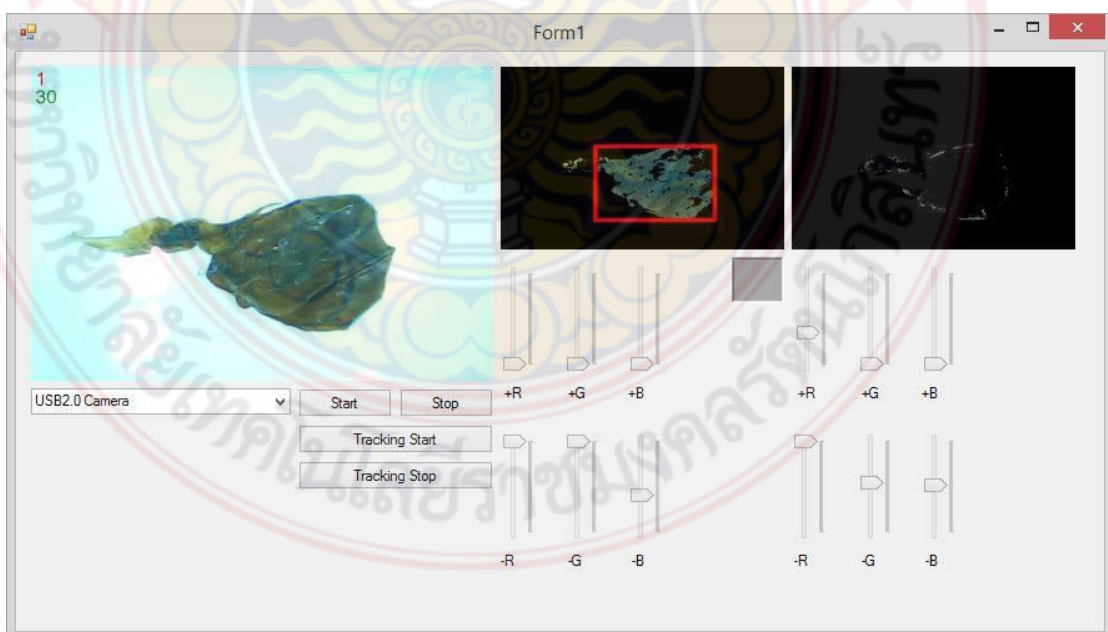 Form1
1
30
USB2.0 Camera
Start
Stop
Tracking Start
Tracking Stop
+R
+G
+B
+R
+G
+B
-R
-G
-B
-R
-G
-B